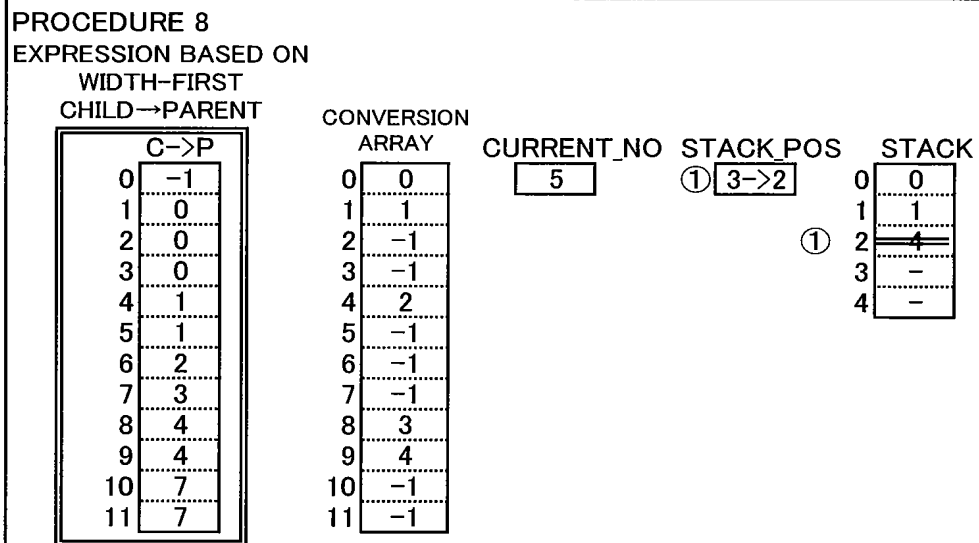 PROCEDURE 8
EXPRESSION BASED ON
WIDTH-FIRST
CHILD→PARENT
CONVERSION
ARRAY
CURRENT_NO STACK_POS STACK
C->P
0 -1 0 0 5 ① 3->2 0 0
1 0 1 1 1 1
2 0 2 -1 ① 2 4
3 0 3 -1 3 -
4 1 4 2 4 -
5 1 5 -1
6 2 6 -1
7 3 7 -1
8 4 8 3
9 4 9 4
10 7 10 -1
11 7 11 -1